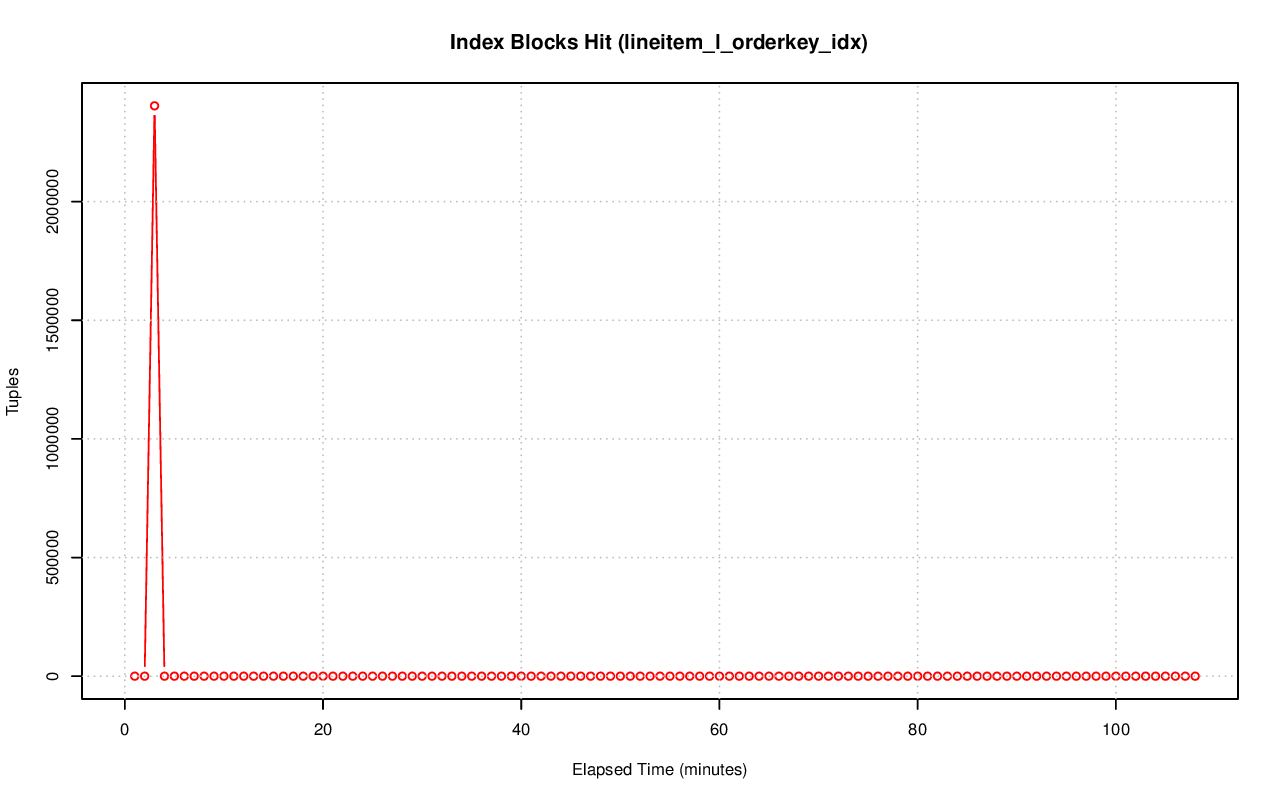 Index Blocks Hit (lineitem_l_orderkey_idx)
Tuples
2000000
1500000
1000000
500000
0
0 20 40 60 80 100
Elapsed Time (minutes)